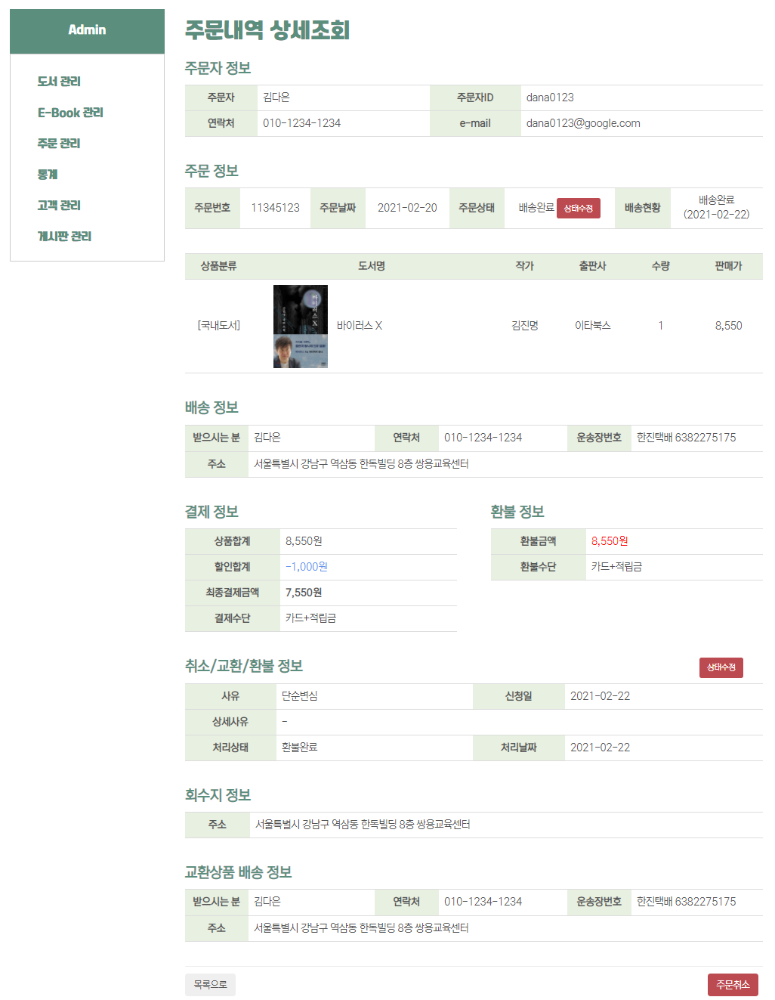 Admin
도서 관리
E-Book 관리
주문 관리
통계
고객 관리
게시판 관리
주문내역 상세조회
주문자 정보
주문자 김다은 주문자ID dana0123
연락처 010-1234-1234 e-mail dana0123@google.com
주문 정보
주문번호 11345123 주문날짜 2021-02-20 주문상태 배송완료 상태수정 배송현황 배송완료
(2021-02-22)
상품분류 도서명 작가 출판사 수량 판매가
[국내도서] 바이러스 X 바이러스 X 김진명 이타북스 1 8,550
배송 정보
받으시는 분 김다은 연락처 010-1234-1234 운송장번호 한진택배 6382275175
주소 서울특별시 강남구 역삼동 한독빌딩 8층 쌍용교육센터
결제 정보
상품합계 8,550원
할인합계 -1,000원
최종결제금액 7,550원
결제수단 카드+적립금
환불 정보
환불금액 8,550원
환불수단 카드+적립금
취소/교환/환불 정보 상태수정
사유 단순변심 신청일 2021-02-22
상세사유 -
처리상태 환불완료 처리날짜 2021-02-22
회수지 정보
주소 서울특별시 강남구 역삼동 한독빌딩 8층 쌍용교육센터
교환상품 배송 정보
받으시는 분 김다은 연락처 010-1234-1234 운송장번호 한진택배 6382275175
주소 서울특별시 강남구 역삼동 한독빌딩 8층 쌍용교육센터
목록으로 주문취소